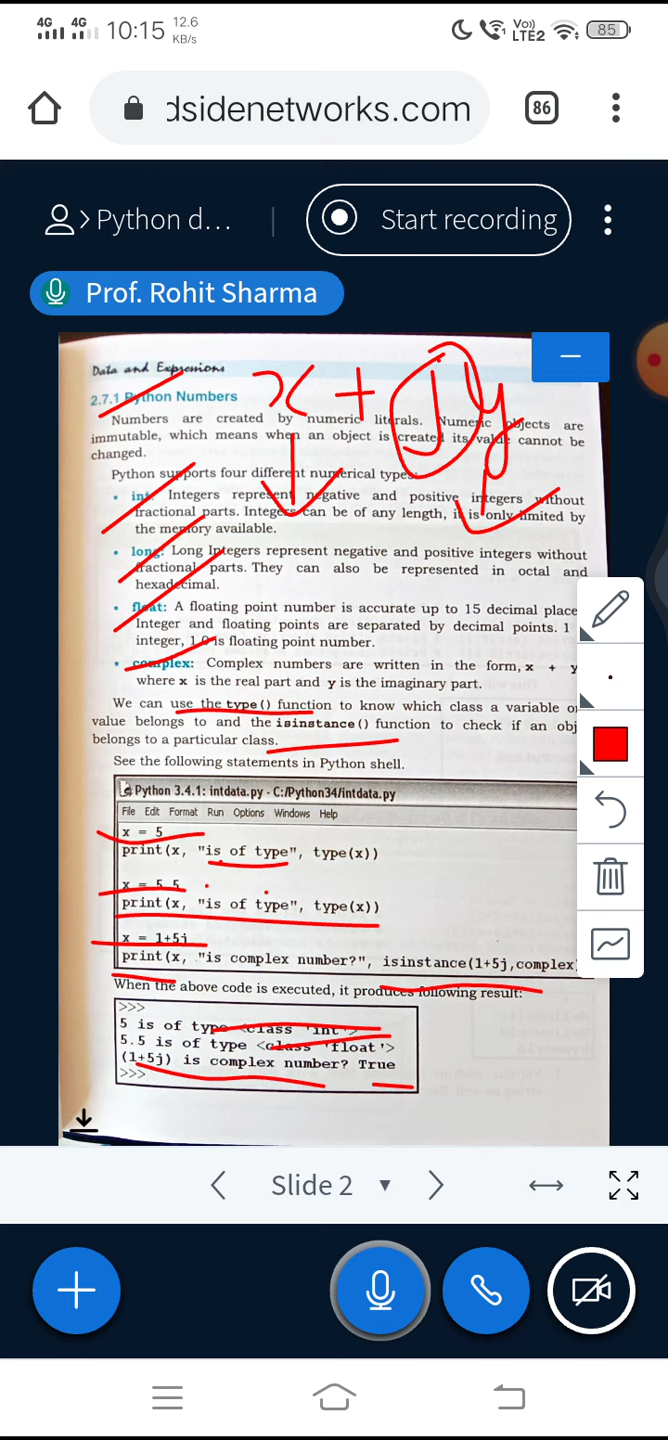 4G 4G 10:15 12.6 KB/s Vo)) LTE2 85
dsidenetworks.com 86
Python d... Start recording
Prof. Rohit Sharma
Data and Expressions
2.7.1 Python Numbers
x + jy
Numbers are created by numeric literals. Numeric objects are
immutable, which means when an object is created its value cannot be
changed.
Python supports four different numerical types:
• int: Integers represent negative and positive integers without
fractional parts. Integers can be of any length, it is only limited by
the memory available.
• long: Long Integers represent negative and positive integers without
fractional parts. They can also be represented in octal and
hexadecimal.
• float: A floating point number is accurate up to 15 decimal place
Integer and floating points are separated by decimal points. 1
integer, 1.0 is floating point number.
• complex: Complex numbers are written in the form, x + y
where x is the real part and y is the imaginary part.
We can use the type() function to know which class a variable o
value belongs to and the isinstance() function to check if an obj
belongs to a particular class.
See the following statements in Python shell.
Python 3.4.1: intdata.py - C:/Python34/intdata.py
File Edit Format Run Options Windows Help
x = 5
print(x, "is of type", type(x))
x = 5.5
print(x, "is of type", type(x))
x = 1+5j
print(x, "is complex number?", isinstance(1+5j,complex
When the above code is executed, it produces following result:
>>>
5 is of type <class 'int'>
5.5 is of type <class 'float'>
(1+5j) is complex number? True
>>>
Slide 2